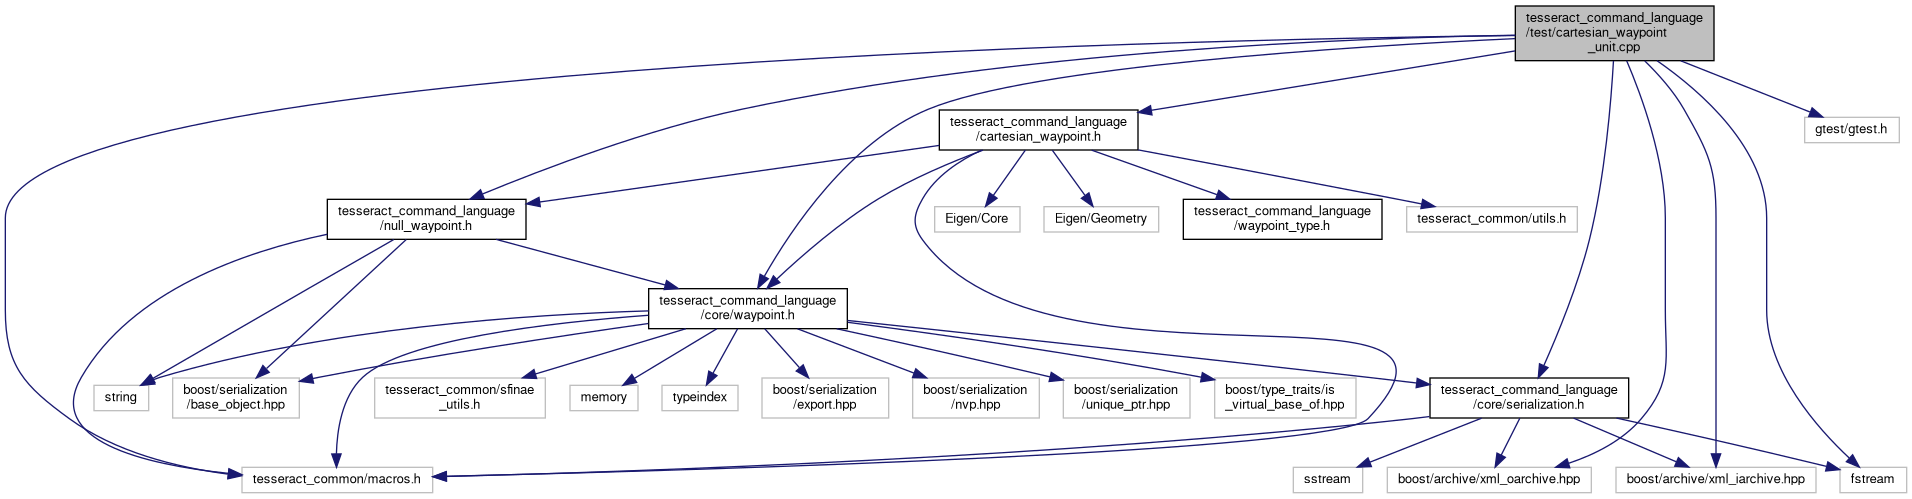 tesseract_command_language
/test/cartesian_waypoint
_unit.cpp
tesseract_command_language
/cartesian_waypoint.h
gtest/gtest.h
tesseract_command_language
/null_waypoint.h
Eigen/Core
Eigen/Geometry
tesseract_command_language
/waypoint_type.h
tesseract_common/utils.h
tesseract_command_language
/core/waypoint.h
string
boost/serialization
/base_object.hpp
tesseract_common/sfinae
_utils.h
memory
typeindex
boost/serialization
/export.hpp
boost/serialization
/nvp.hpp
boost/serialization
/unique_ptr.hpp
boost/type_traits/is
_virtual_base_of.hpp
tesseract_command_language
/core/serialization.h
tesseract_common/macros.h
sstream
boost/archive/xml_oarchive.hpp
boost/archive/xml_iarchive.hpp
fstream